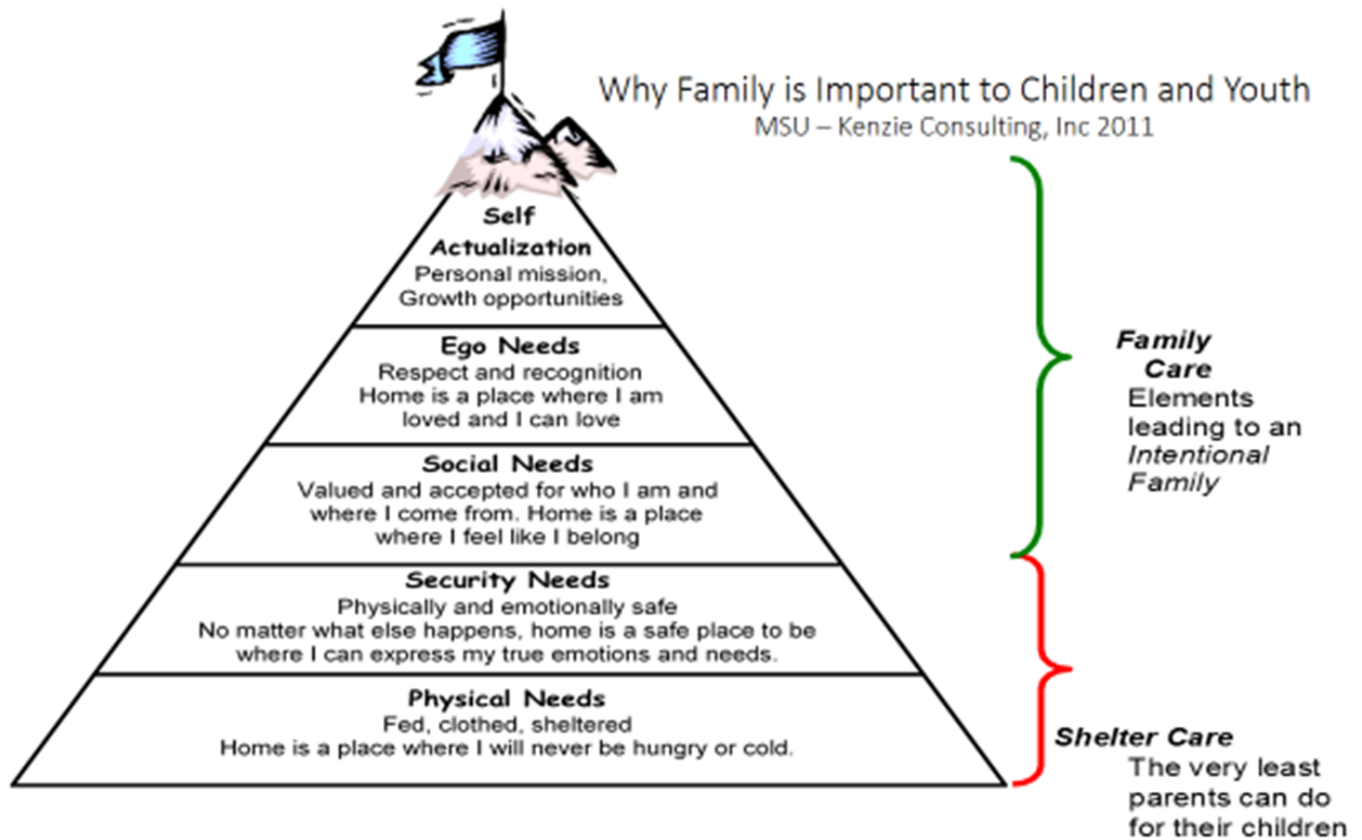 Why Family is Important to Children and Youth
MSU – Kenzie Consulting, Inc 2011
Self
Actualization
Personal mission,
Growth opportunities
Ego Needs
Respect and recognition
Home is a place where I am
loved and I can love
Social Needs
Valued and accepted for who I am and
where I come from. Home is a place
where I feel like I belong
Security Needs
Physically and emotionally safe
No matter what else happens, home is a safe place to be
where I can express my true emotions and needs.
Physical Needs
Fed, clothed, sheltered
Home is a place where I will never be hungry or cold.
Family
Care
Elements
leading to an
Intentional
Family
Shelter Care
The very least
parents can do
for their children